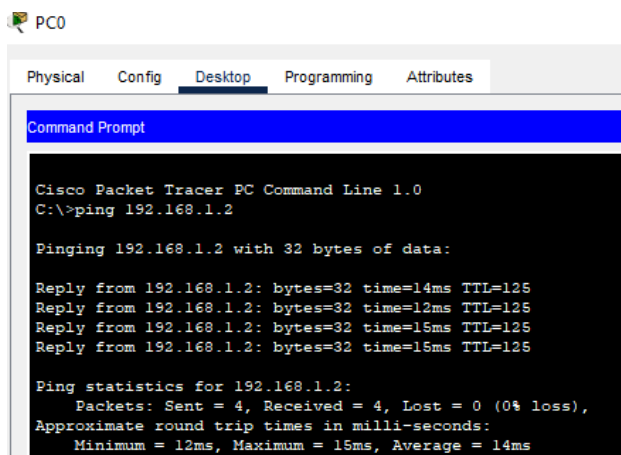 PC0
Physical Config Desktop Programming Attributes
Command Prompt
Cisco Packet Tracer PC Command Line 1.0
C:\>ping 192.168.1.2
Pinging 192.168.1.2 with 32 bytes of data:
Reply from 192.168.1.2: bytes=32 time=14ms TTL=125
Reply from 192.168.1.2: bytes=32 time=12ms TTL=125
Reply from 192.168.1.2: bytes=32 time=15ms TTL=125
Reply from 192.168.1.2: bytes=32 time=15ms TTL=125
Ping statistics for 192.168.1.2:
Packets: Sent = 4, Received = 4, Lost = 0 (0% loss),
Approximate round trip times in milli-seconds:
Minimum = 12ms, Maximum = 15ms, Average = 14ms